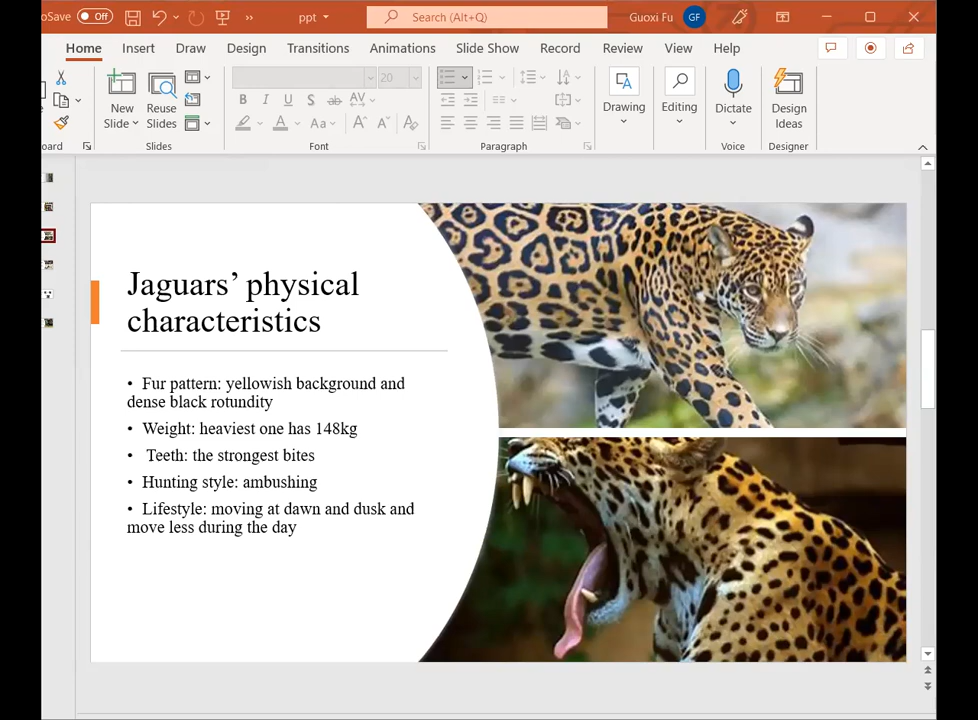 oSave Off ppt Search (Alt+Q) Guoxi Fu GF
Home Insert Draw Design Transitions Animations Slide Show Record Review View Help
New
Slide
Reuse
Slides
20
B I U S ab AV
A Aa A A A
Drawing
Editing
Dictate
Design
Ideas
oard Slides Font Paragraph Voice Designer
Jaguars’ physical
characteristics
• Fur pattern: yellowish background and
dense black rotundity
• Weight: heaviest one has 148kg
• Teeth: the strongest bites
• Hunting style: ambushing
• Lifestyle: moving at dawn and dusk and
move less during the day